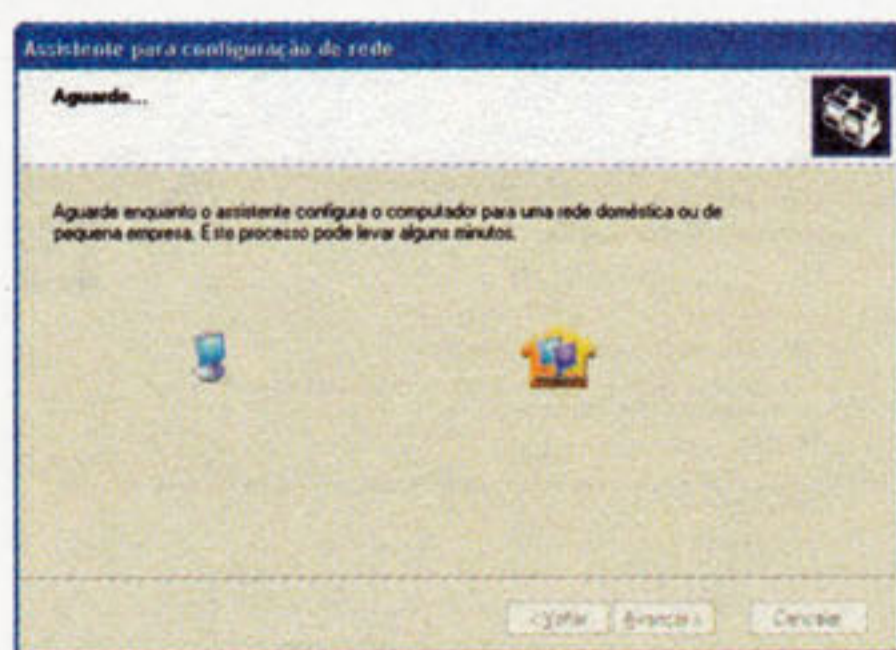 Assistente para configuração de rede
Aguarde...
Aguarde enquanto o assistente configura o computador para uma rede doméstica ou de
pequena empresa. Este processo pode levar alguns minutos.
< Voltar Avançar > Cancelar